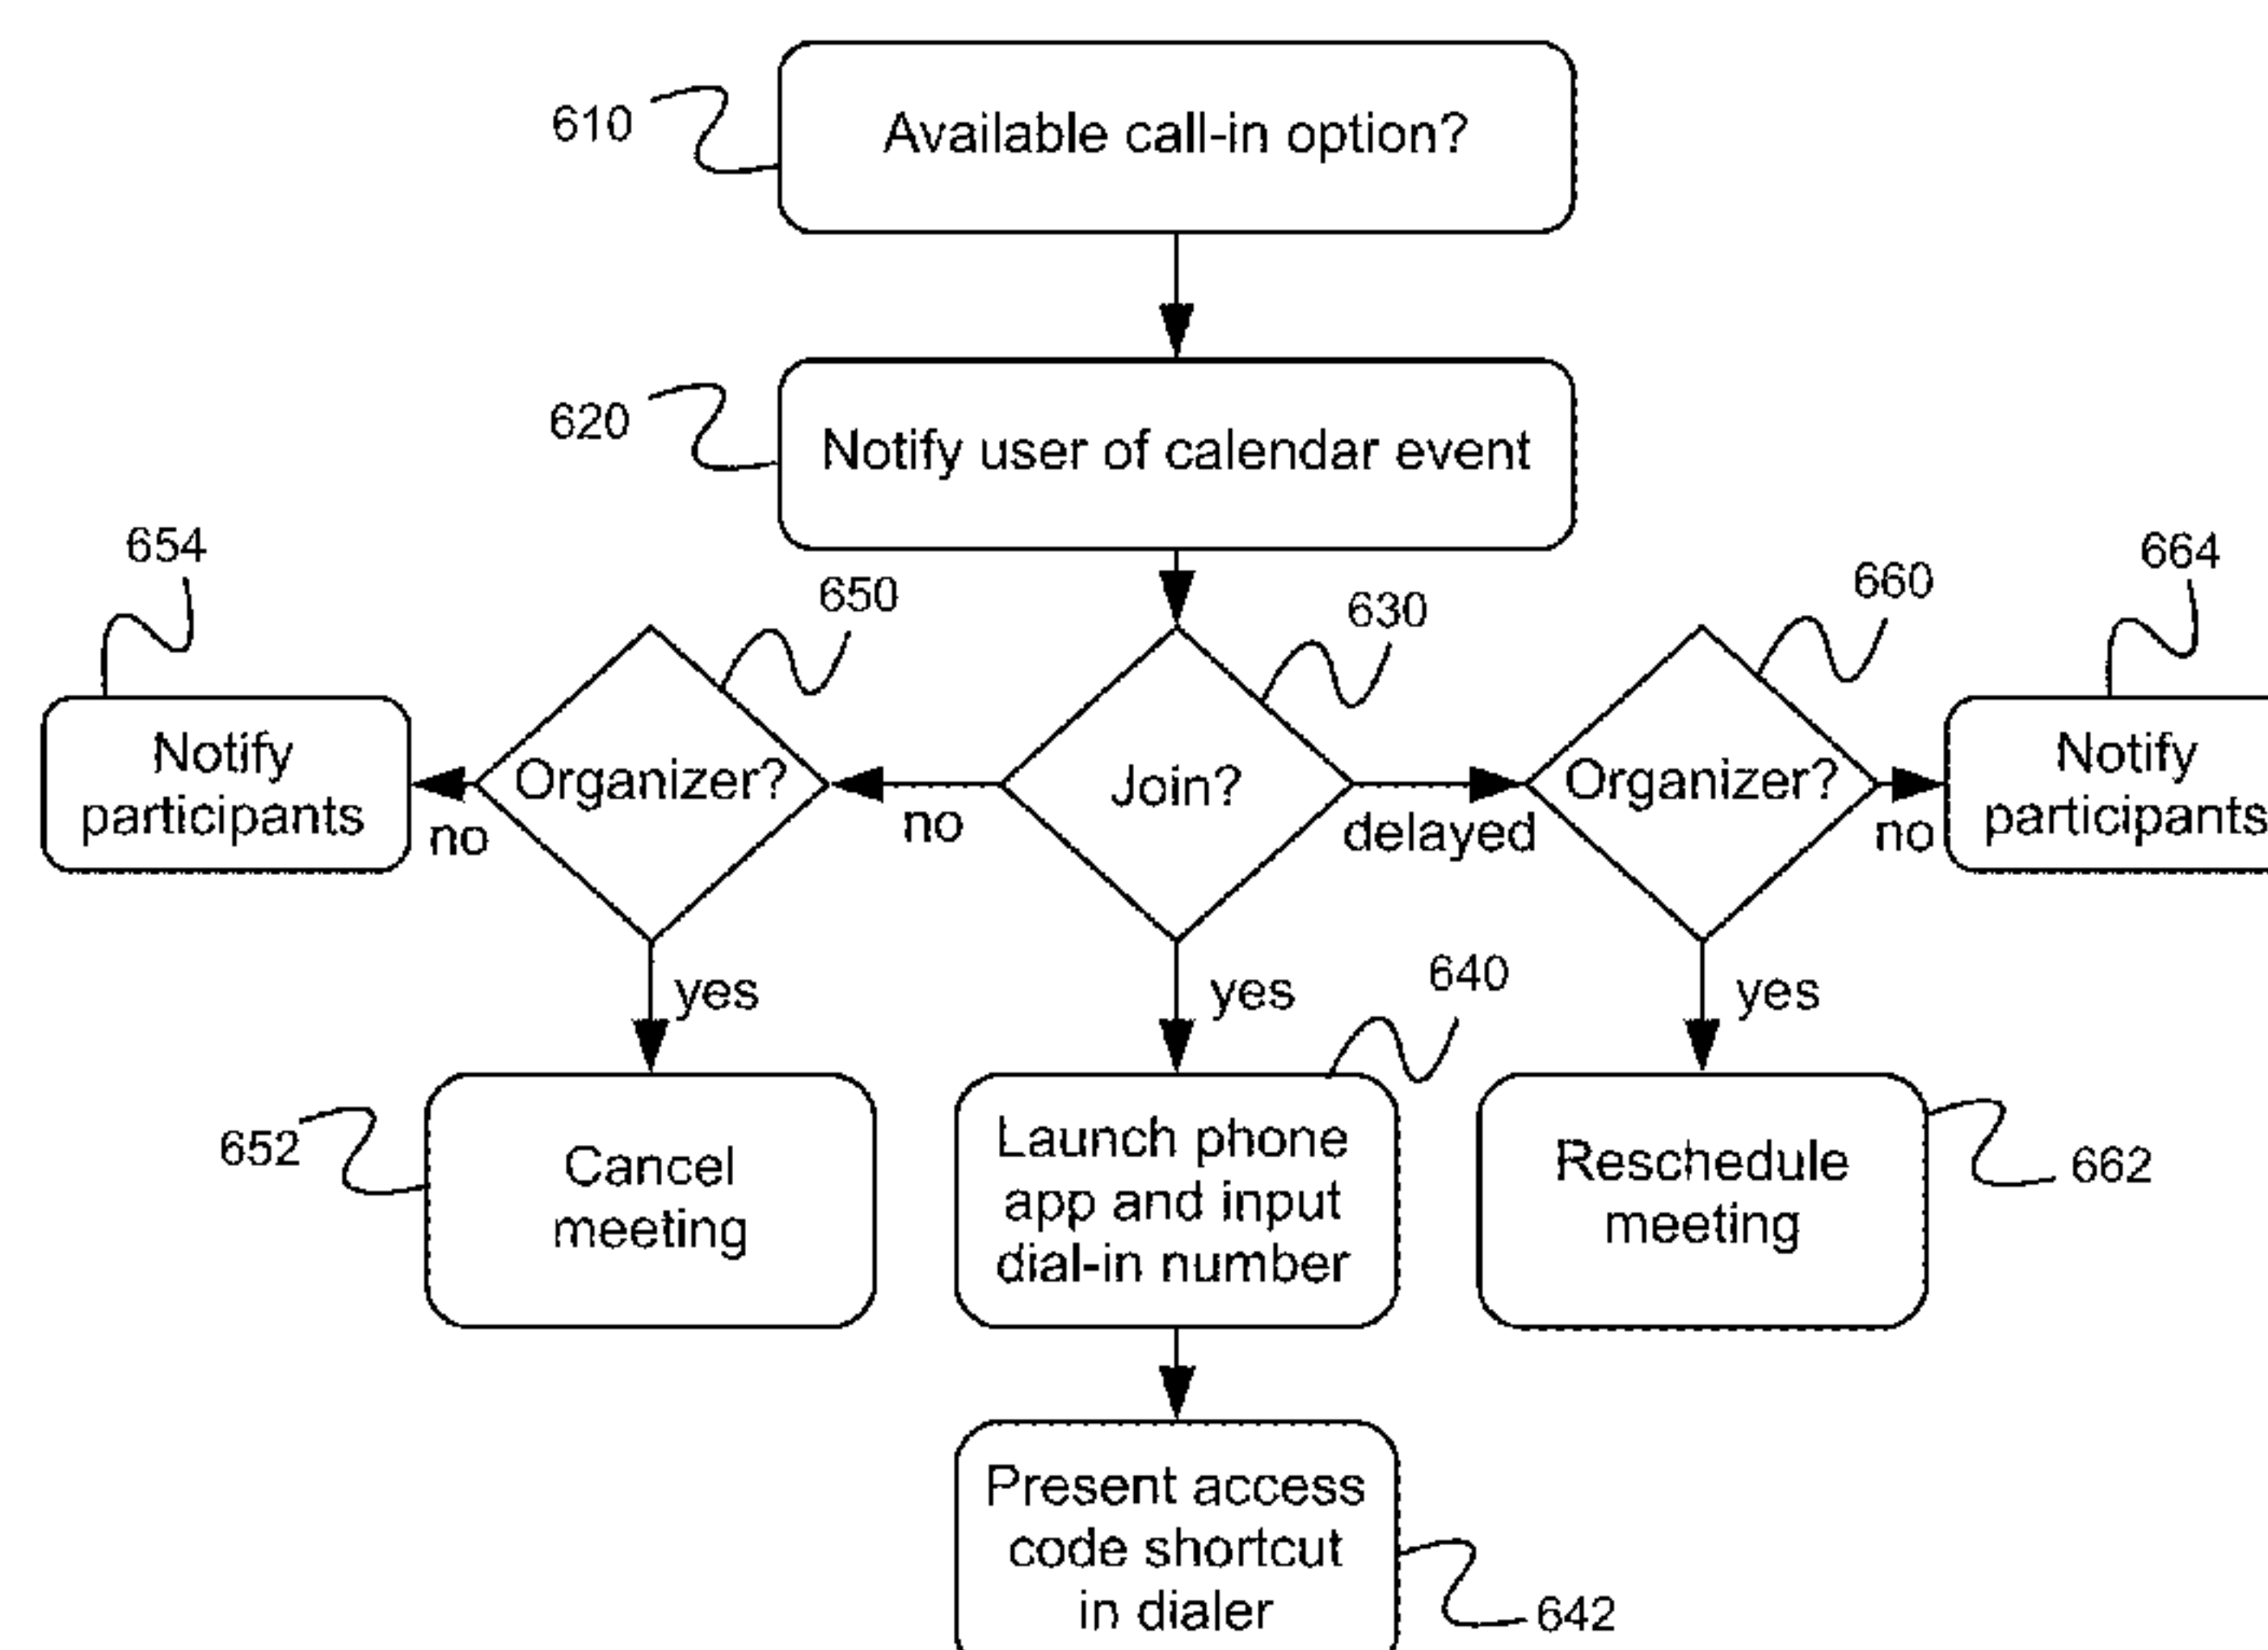 610
Available call-in option?
620
Notify user of calendar event
654
650
630
660
664
Notify
participants
no
Organizer?
no
Join?
delayed
Organizer?
no
Notify
participants
yes
yes
640
yes
652
Cancel
meeting
Launch phone
app and input
dial-in number
Reschedule
meeting
662
Present access
code shortcut
in dialer
642